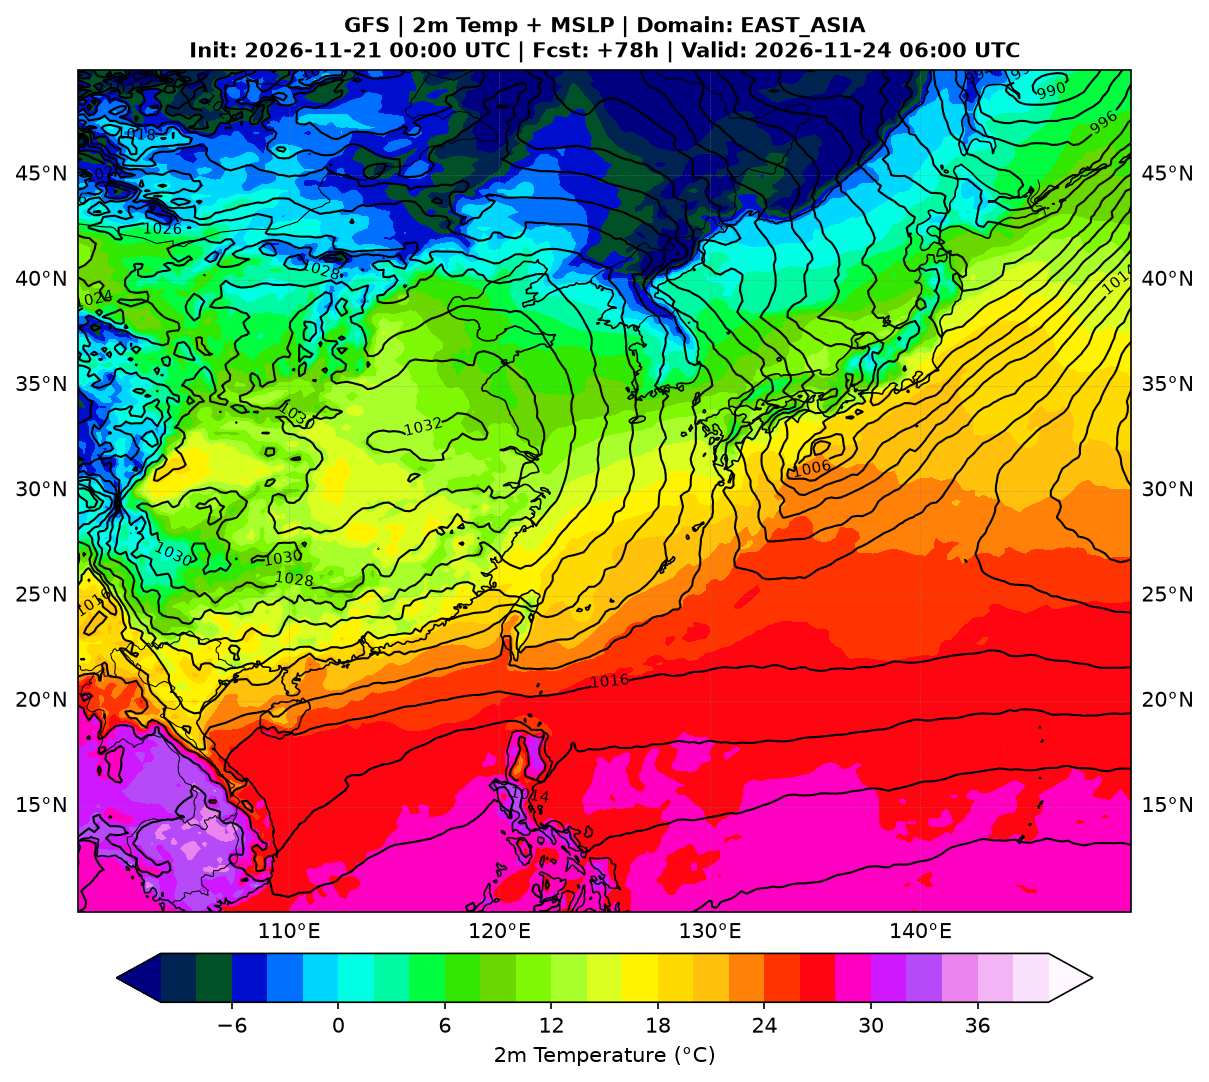 GFS | 2m Temp + MSLP | Domain: EAST_ASIA
Init: 2026-11-21 00:00 UTC | Fcst: +78h | Valid: 2026-11-24 06:00 UTC
990
996
1018
45°N
45°N
1026
1028
40°N
40°N
1014
1024
35°N
35°N
1030
1032
1006
30°N
30°N
1030
1030
1028
25°N
25°N
1016
1016
20°N
20°N
1014
15°N
15°N
110°E
120°E
130°E
140°E
−6
0
6
12
18
24
30
36
2m Temperature (°C)